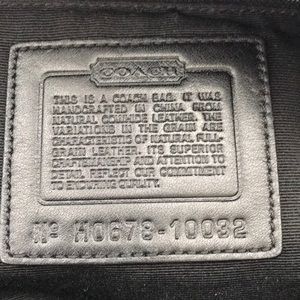 COACH
THIS IS A COACH BAG. IT WAS
HANDCRAFTED IN CHINA FROM
NATURAL COWHIDE LEATHER. THE
VARIATIONS IN THE GRAIN ARE
CHARACTERISTIC OF NATURAL FULL-
GRAIN LEATHER. ITS SUPERIOR
CRAFTSMANSHIP AND ATTENTION TO
DETAIL REFLECT OUR COMMITMENT
TO ENDURING QUALITY.
Nº H0678-10032